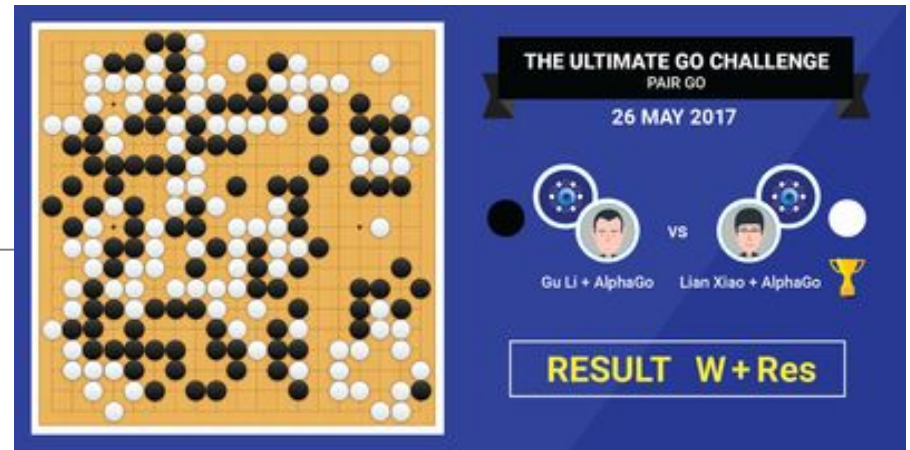 THE ULTIMATE GO CHALLENGE
PAIR GO
26 MAY 2017
vs
Gu Li + AlphaGo
Lian Xiao + AlphaGo
RESULT W + Res